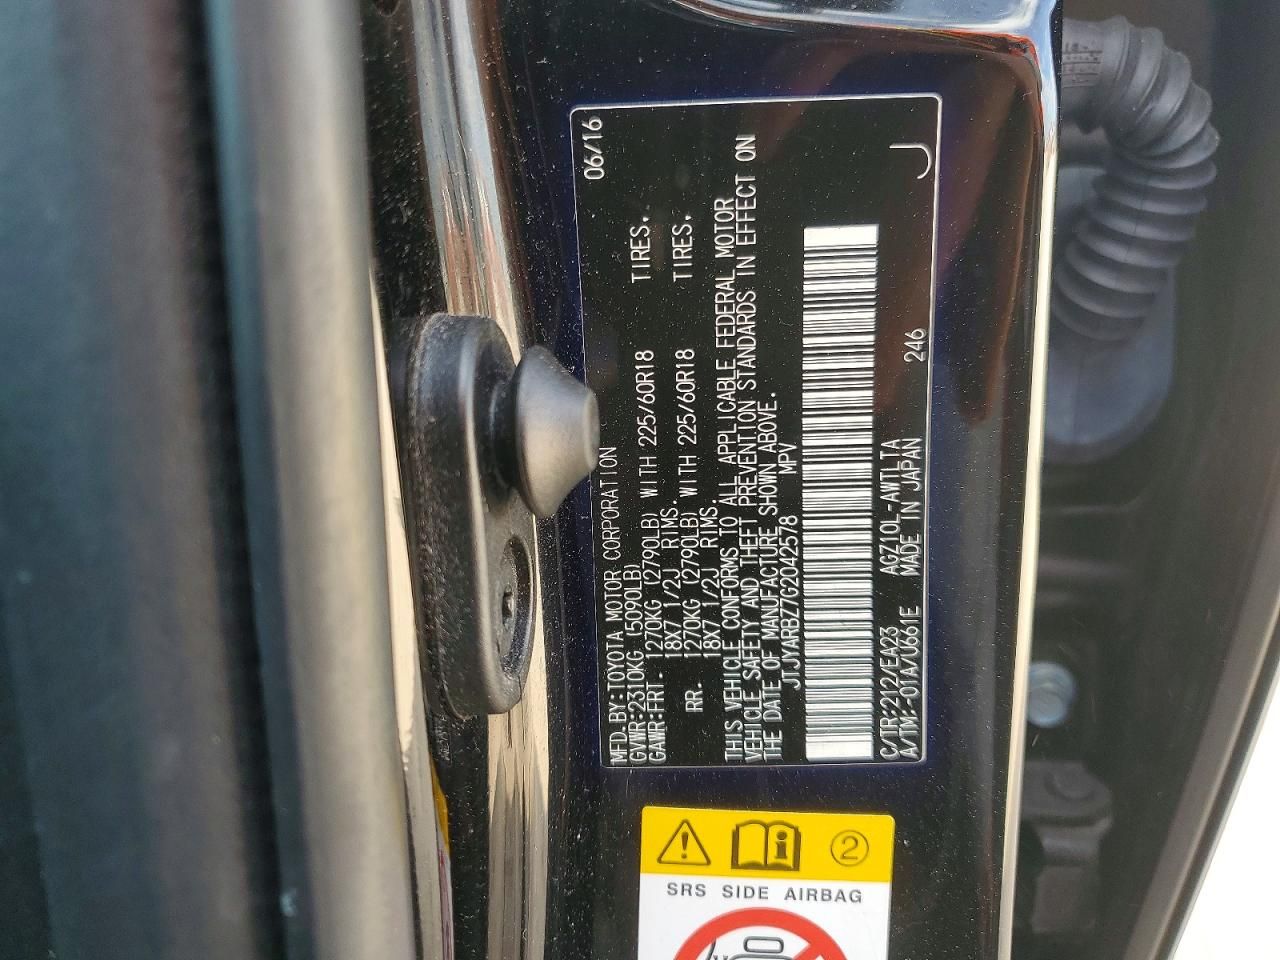 06/16
MFD.BY:TOYOTA MOTOR CORPORATION
GVWR:2310KG (5090LB)
GAWR:FRT. 1270KG (2790LB) WITH 225/60R18 TIRES.
18X7 1/2J RIMS.
RR. 1270KG (2790LB) WITH 225/60R18 TIRES.
18X7 1/2J RIMS.
THIS VEHICLE CONFORMS TO ALL APPLICABLE FEDERAL MOTOR
VEHICLE SAFETY AND THEFT PREVENTION STANDARDS IN EFFECT ON
THE DATE OF MANUFACTURE SHOWN ABOVE.
JTJYARBZ7G2042578 MPV
C/TR:212/EA23 AGZ10L-AWTLTA
A/TM:-01A/U661E MADE IN JAPAN 246 J
2
SRS SIDE AIRBAG